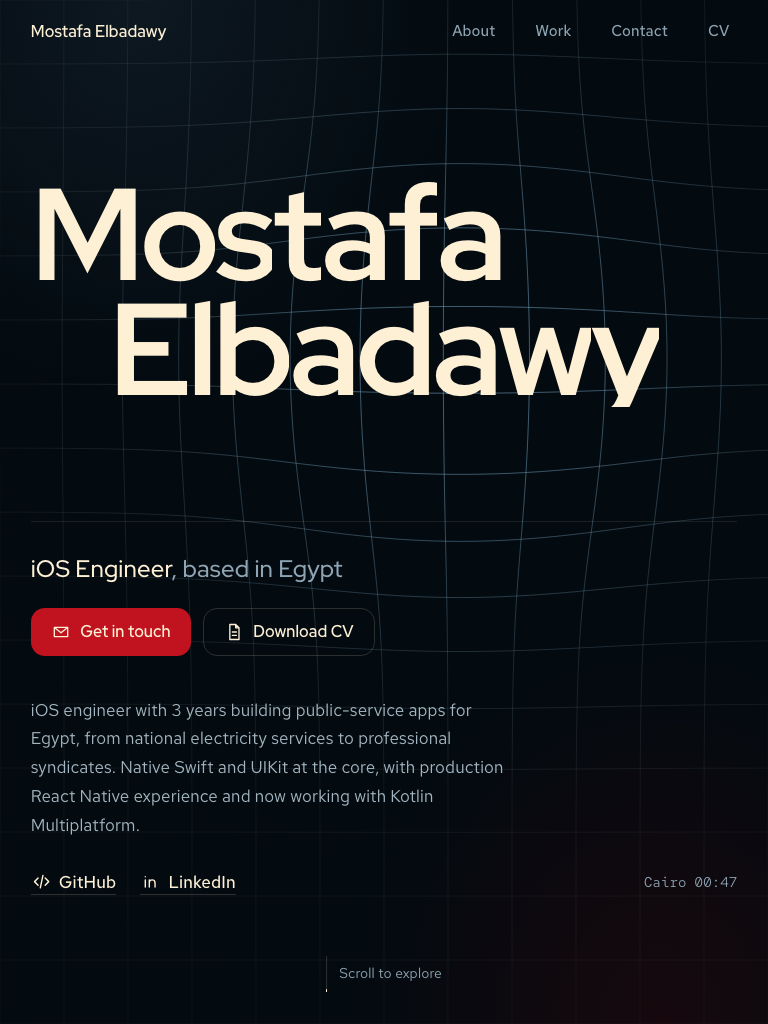 Mostafa Elbadawy
About
Work
Contact
CV
Mostafa
Elbadawy
iOS Engineer, based in Egypt
Get in touch
Download CV
iOS engineer with 3 years building public-service apps for
Egypt, from national electricity services to professional
syndicates. Native Swift and UIKit at the core, with production
React Native experience and now working with Kotlin
Multiplatform.
GitHub
in LinkedIn
Cairo 00:47
Scroll to explore